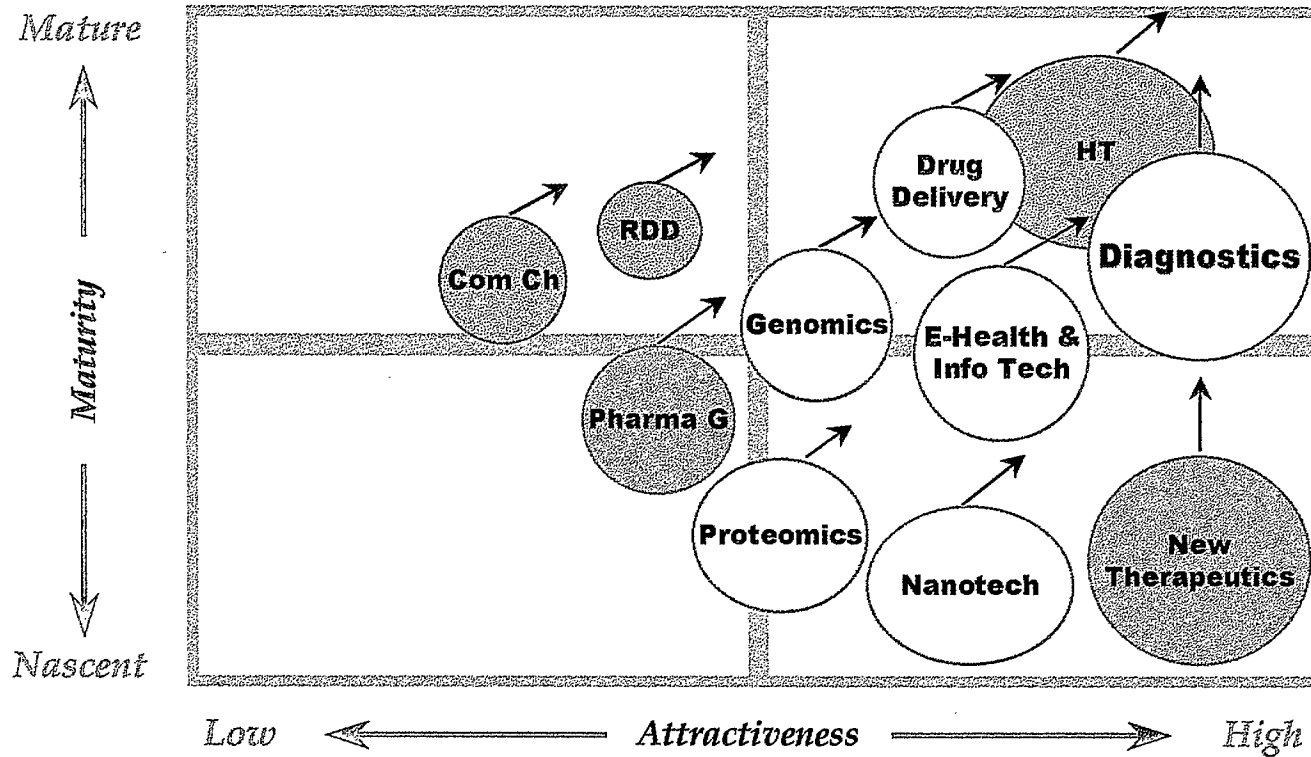 Mature
HT
Drug
Delivery
RDD
Diagnostics
Com Ch
Genomics
E-Health &
Info Tech
Maturity
Pharma G
Proteomics
New
Therapeutics
Nanotech
Nascent
Low
Attractiveness
High